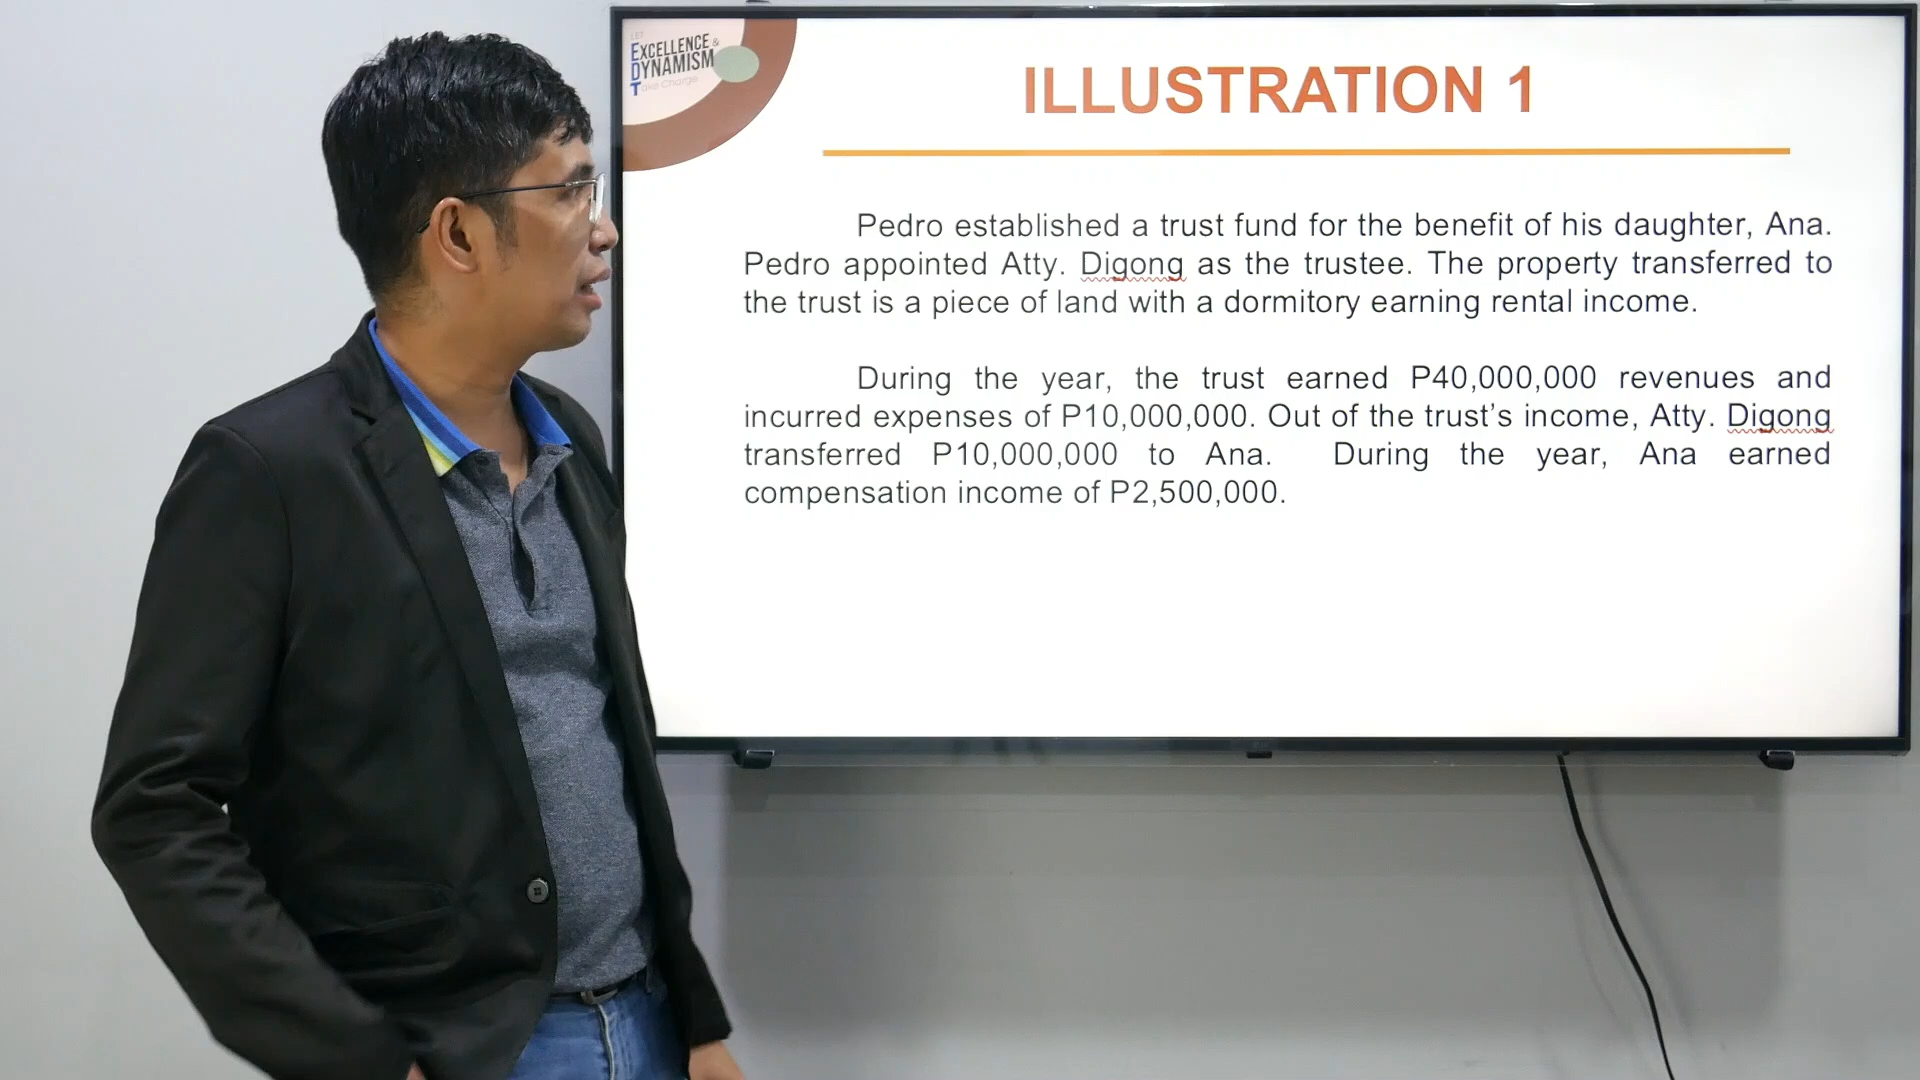 LET
EXCELLENCE &
DYNAMISM
Take Charge
ILLUSTRATION 1
Pedro established a trust fund for the benefit of his daughter, Ana.
Pedro appointed Atty. Digong as the trustee. The property transferred to
the trust is a piece of land with a dormitory earning rental income.
During the year, the trust earned P40,000,000 revenues and
incurred expenses of P10,000,000. Out of the trust’s income, Atty. Digong
transferred P10,000,000 to Ana. During the year, Ana earned
compensation income of P2,500,000.